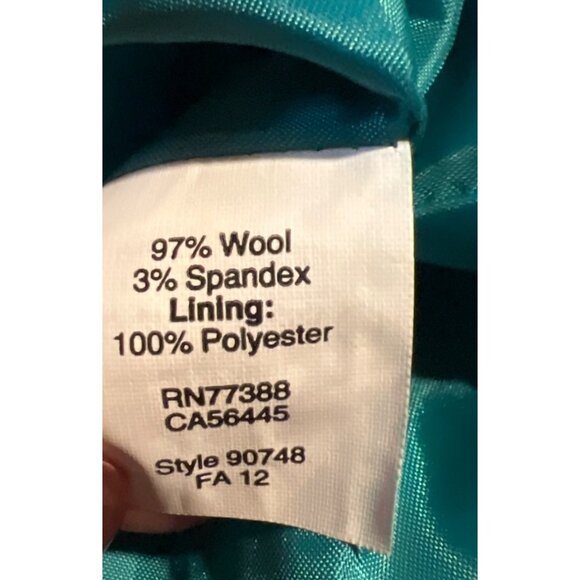 97% Wool
3% Spandex
Lining:
100% Polyester
RN77388
CA56445
Style 90748
FA 12